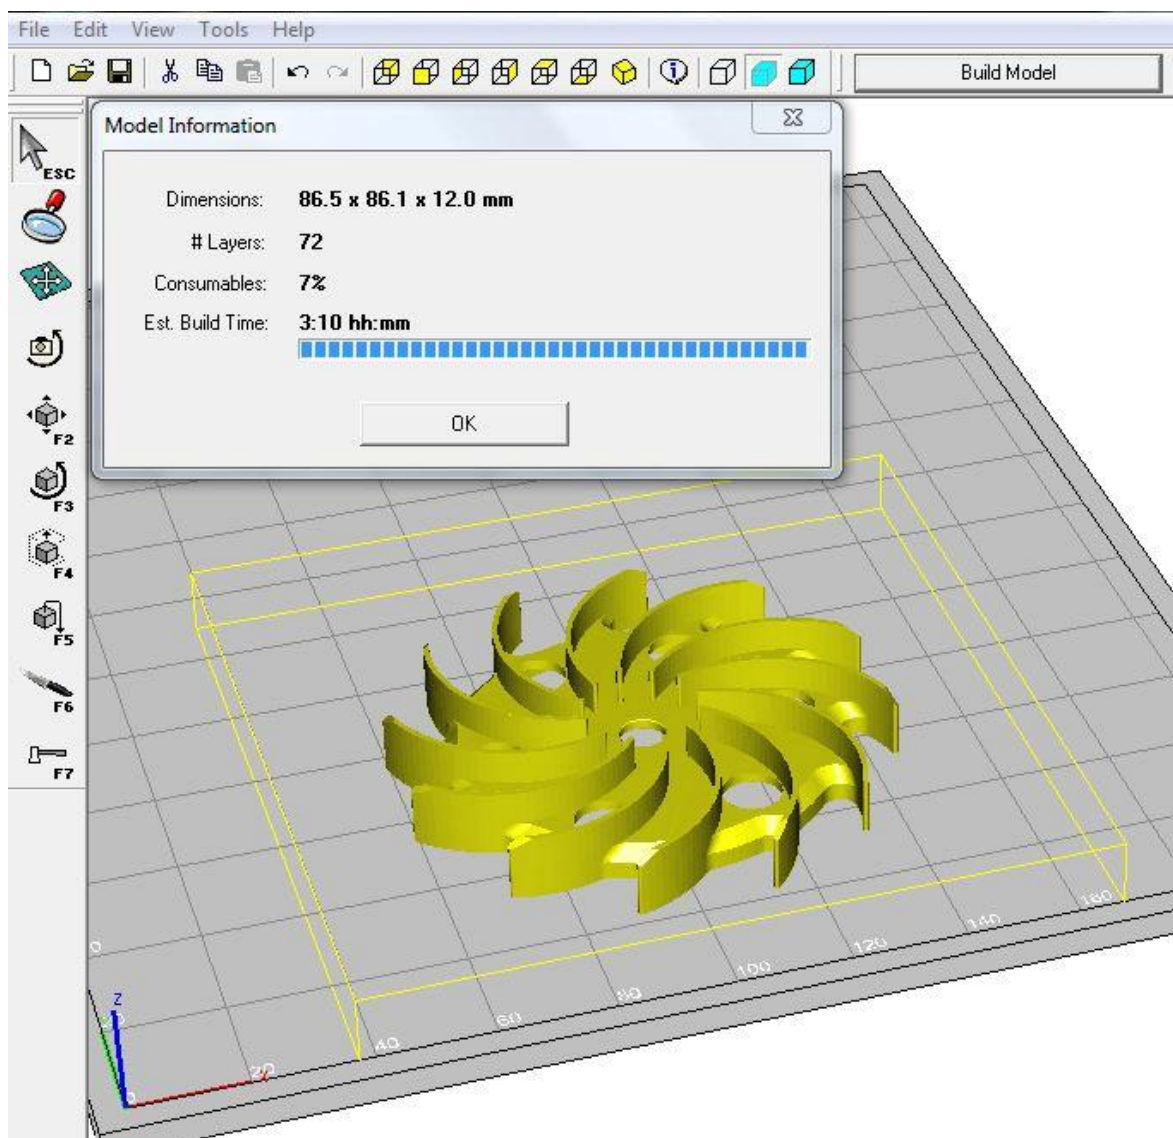 File Edit View Tools Help
Build Model
Model Information
Dimensions: 86.5 x 86.1 x 12.0 mm
# Layers: 72
Consumables: 7%
Est. Build Time: 3:10 hh:mm
OK
ESC
F2
F3
F4
F5
F6
F7
160
140
120
100
80
60
40
20
0
Z